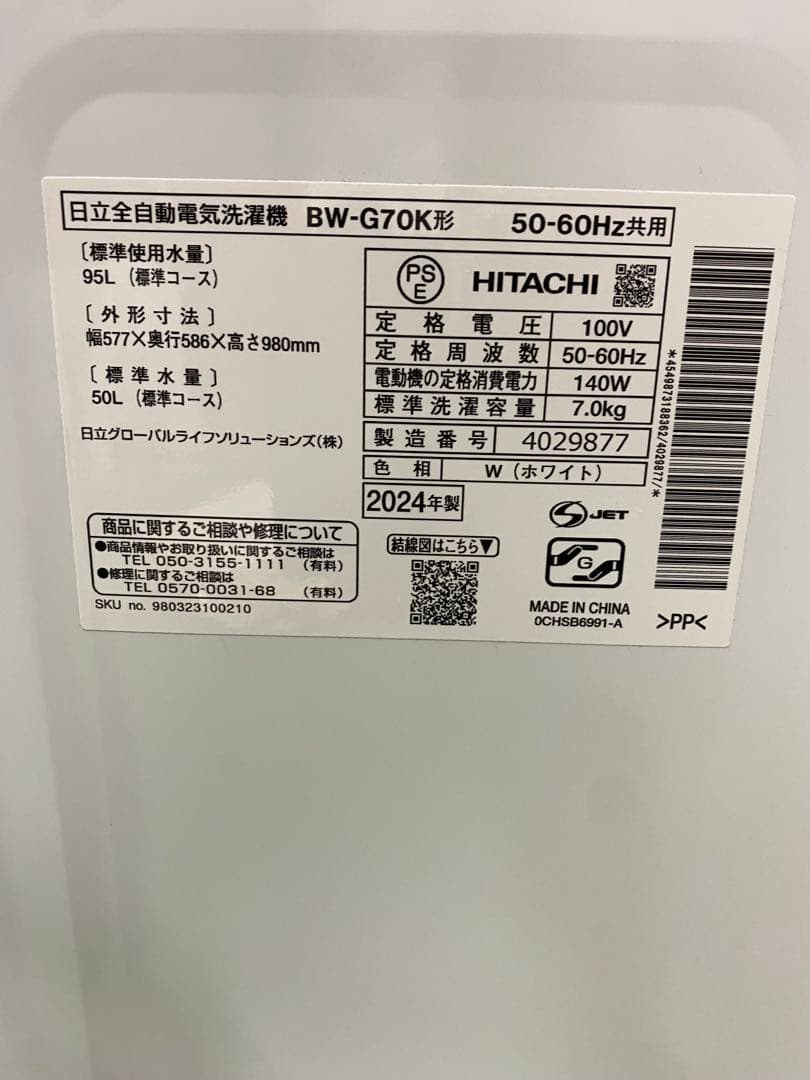 日立全自動電気洗濯機 BW-G70K形 50-60Hz共用
〔標準使用水量〕
95L（標準コース）
〔外形寸法〕
幅577×奥行586×高さ980mm
〔標準水量〕
50L（標準コース）
日立グローバルライフソリューションズ(株)
PS
E
HITACHI
定格電圧 100V
定格周波数 50-60Hz
電動機の定格消費電力 140W
標準洗濯容量 7.0kg
製造番号 4029877
色相 W（ホワイト）
2024年製
*4549873188362/4029877/*
商品に関するご相談や修理について
●商品情報やお取り扱いに関するご相談は
TEL 050-3155-1111 （有料）
●修理に関するご相談は
TEL 0570-0031-68 （有料）
SKU no. 980323100210
結線図はこちら▼
S JET
G
MADE IN CHINA
0CHSB6991-A
>PP<